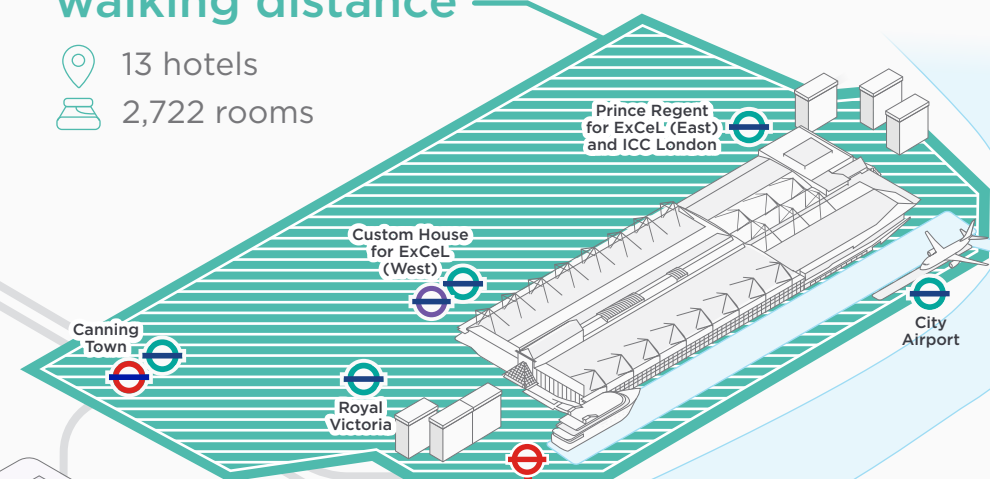 walking distance
13 hotels
2,722 rooms
Prince Regent
for ExCeL (East)
and ICC London
Custom House
for ExCeL
(West)
Canning
Town
Royal
Victoria
City
Airport